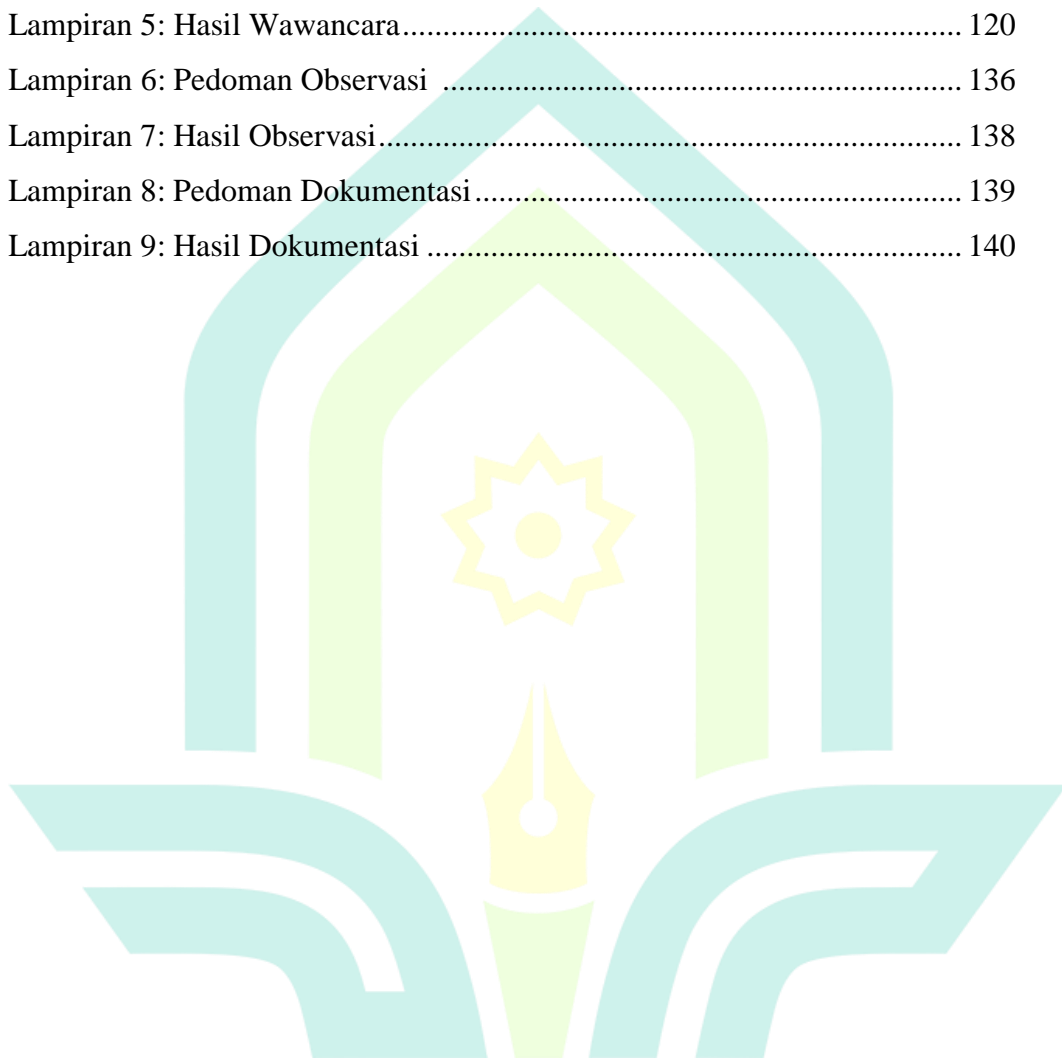 Lampiran 5: Hasil Wawancara.................................................................... 120
Lampiran 6: Pedoman Observasi ............................................................... 136
Lampiran 7: Hasil Observasi....................................................................... 138
Lampiran 8: Pedoman Dokumentasi........................................................... 139
Lampiran 9: Hasil Dokumentasi ................................................................. 140